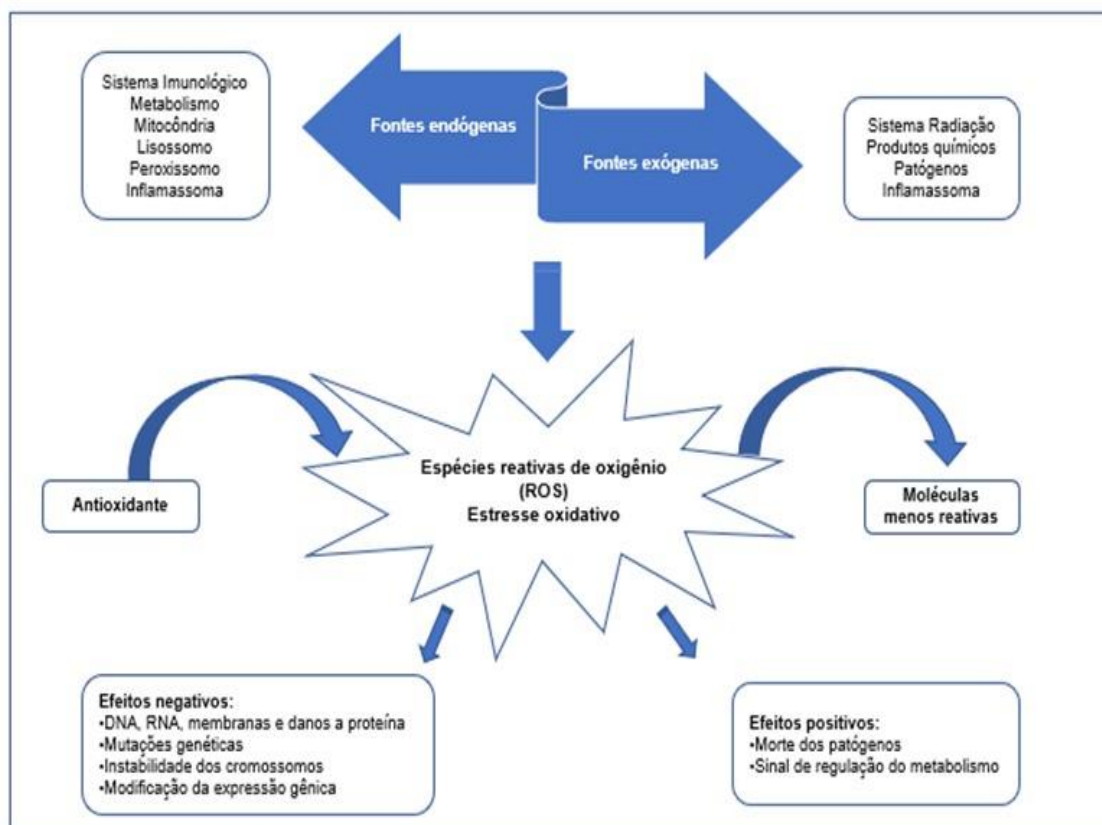 Sistema Imunológico
Metabolismo
Mitocôndria
Lisossomo
Peroxissomo
Inflamassoma
Fontes endógenas
Fontes exógenas
Sistema Radiação
Produtos químicos
Patógenos
Inflamassoma
Antioxidante
Espécies reativas de oxigênio
(ROS)
Estresse oxidativo
Moléculas
menos reativas
Efeitos negativos:
•DNA, RNA, membranas e danos a proteína
•Mutações genéticas
•Instabilidade dos cromossomos
•Modificação da expressão gênica
Efeitos positivos:
•Morte dos patógenos
•Sinal de regulação do metabolismo